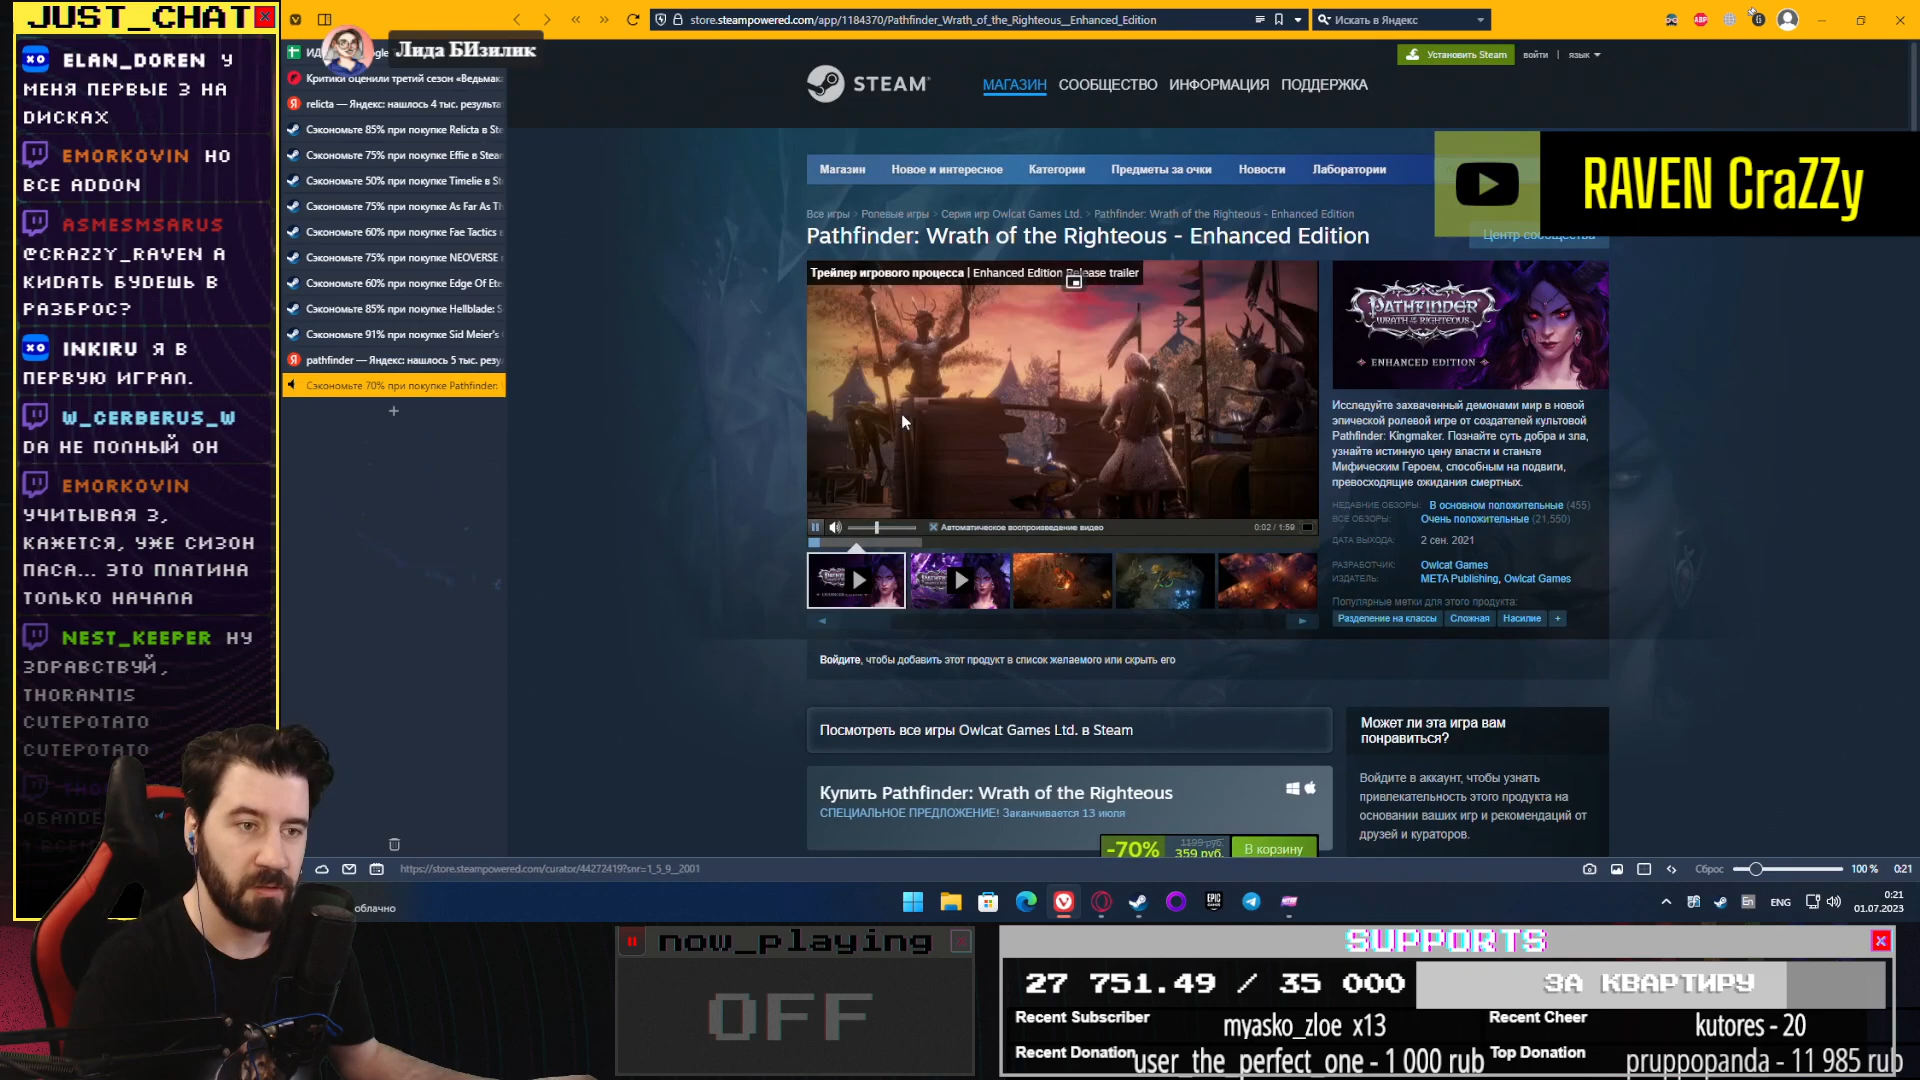 JUST_CHAT
ELAN_DOREN У
МЕНЯ ПЕРВЫЕ 3 НА
ДИСКАХ
EMORKOVIN НО
ВСЕ ADDON
ASMESMSARUS
@CRAZZY_RAVEN А
КИДАТЬ БУДЕШЬ В
РАЗБРОС?
INKIRU Я В
ПЕРВУЮ ИГРАЛ.
W_CERBERUS_W
ДА НЕ ПОЛНЫЙ ОН
EMORKOVIN
УЧИТЫВАЯ 3,
КАЖЕТСЯ, УЖЕ СИЗОН
ПАСА... ЭТО ПЛАТИНА
ТОЛЬКО НАЧАЛА
NEST_KEEPER НУ
ЗДРАВСТВУЙ,
THORANTIS
CUTEPOTATO
CUTEPOTATO
Лида БИзилик
Критики оценили третий сезон «Ведьмак
relicta — Яндекс: нашлось 4 тыс. результа
Сэкономьте 85% при покупке Relicta в Ste
Сэкономьте 75% при покупке Effie в Steam
Сэкономьте 50% при покупке Timelie в St
Сэкономьте 75% при покупке As Far As Th
Сэкономьте 60% при покупке Fae Tactics в
Сэкономьте 75% при покупке NEOVERSE
Сэкономьте 60% при покупке Edge Of Ete
Сэкономьте 85% при покупке Hellblade: S
Сэкономьте 91% при покупке Sid Meier's
pathfinder — Яндекс: нашлось 5 тыс. резу
Сэкономьте 70% при покупке Pathfinder:
store.steampowered.com/app/1184370/Pathfinder_Wrath_of_the_Righteous__Enhanced_Edition
Искать в Яндекс
Установить Steam
войти | язык
STEAM
МАГАЗИН СООБЩЕСТВО ИНФОРМАЦИЯ ПОДДЕРЖКА
Магазин Новое и интересное Категории Предметы за очки Новости Лаборатории
RAVEN CraZZy
Все игры > Ролевые игры > Серия игр Owlcat Games Ltd. > Pathfinder: Wrath of the Righteous - Enhanced Edition
Pathfinder: Wrath of the Righteous - Enhanced Edition
Центр сообщества
Трейлер игрового процесса | Enhanced Edition Release trailer
Автоматическое воспроизведение видео
0:02 / 1:59
PATHFINDER
WRATH OF THE RIGHTEOUS
ENHANCED EDITION
Исследуйте захваченный демонами мир в новой
эпической ролевой игре от создателей культовой
Pathfinder: Kingmaker. Познайте суть добра и зла,
узнайте истинную цену власти и станьте
Мифическим Героем, способным на подвиги,
превосходящие ожидания смертных.
НЕДАВНИЕ ОБЗОРЫ: В основном положительные (455)
ВСЕ ОБЗОРЫ: Очень положительные (21,550)
ДАТА ВЫХОДА: 2 сен. 2021
РАЗРАБОТЧИК: Owlcat Games
ИЗДАТЕЛЬ: META Publishing, Owlcat Games
Популярные метки для этого продукта:
Разделение на классы Сложная Насилие +
Войдите, чтобы добавить этот продукт в список желаемого или скрыть его
Посмотреть все игры Owlcat Games Ltd. в Steam
Может ли эта игра вам
понравиться?
Войдите в аккаунт, чтобы узнать
привлекательность этого продукта на
основании ваших игр и рекомендаций от
друзей и кураторов.
Купить Pathfinder: Wrath of the Righteous
СПЕЦИАЛЬНОЕ ПРЕДЛОЖЕНИЕ! Заканчивается 13 июля
-70% 1199 руб. 359 руб. В корзину
https://store.steampowered.com/curator/44272419?snr=1_5_9__2001
Сброс 100 % 0:21
облачно
EPIC
ENG
0:21
01.07.2023
now_playing
OFF
SUPPORTS
27 751.49 / 35 000 ЗА КВАРТИРУ
Recent Subscriber myasko_zloe x13
Recent Cheer kutores - 20
Recent Donation user_the_perfect_one - 1 000 rub
Top Donation pruppopanda - 11 985 rub